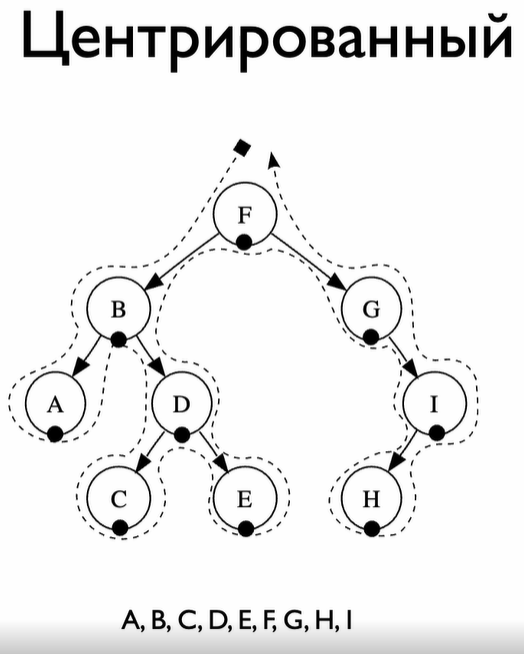 Центрированный
F
B
G
A
D
I
C
E
H
A, B, C, D, E, F, G, H, I